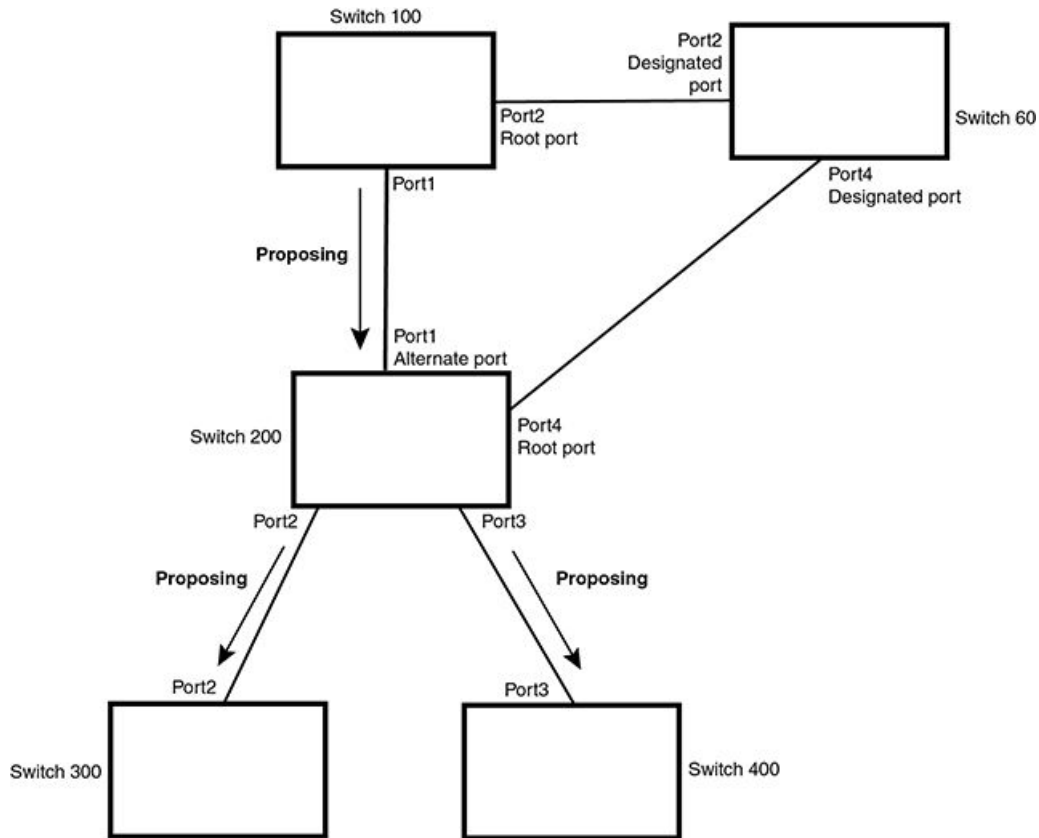 Switch 100
Port2
Designated
port
Switch 60
Port2
Root port
Port1
Port4
Designated port
Proposing
Port1
Alternate port
Switch 200
Port4
Root port
Port2
Port3
Proposing
Proposing
Port2
Port3
Switch 300
Switch 400